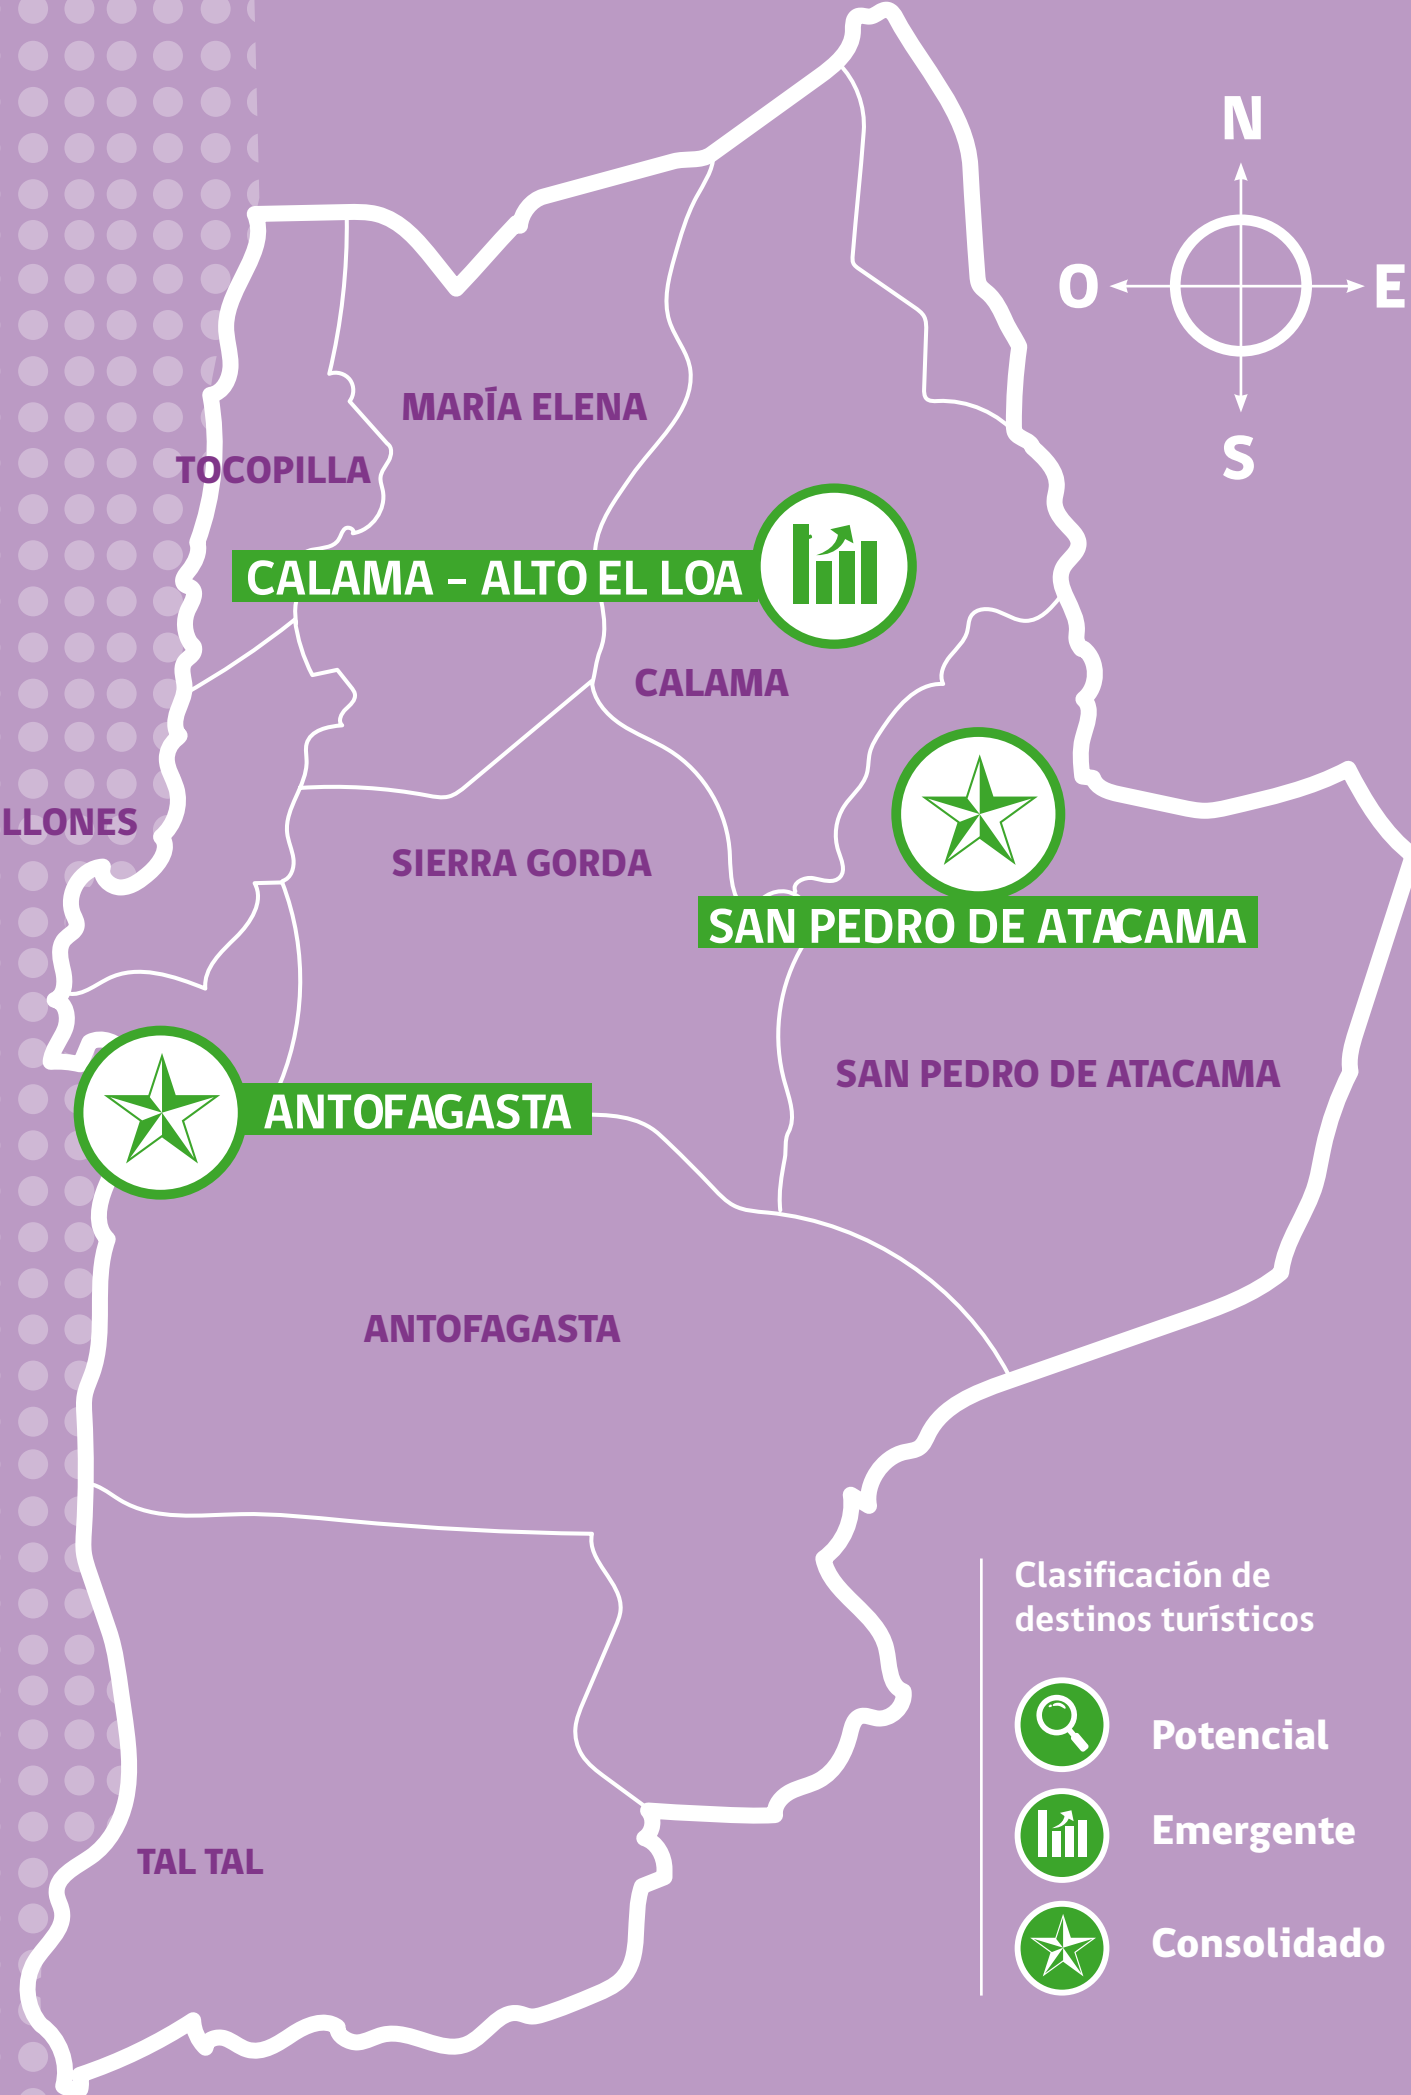 N
O
E
S
MARÍA ELENA
TOCOPILLA
CALAMA – ALTO EL LOA
CALAMA
LLONES
SIERRA GORDA
SAN PEDRO DE ATACAMA
SAN PEDRO DE ATACAMA
ANTOFAGASTA
ANTOFAGASTA
TAL TAL
Clasificación de
destinos turísticos
Potencial
Emergente
Consolidado